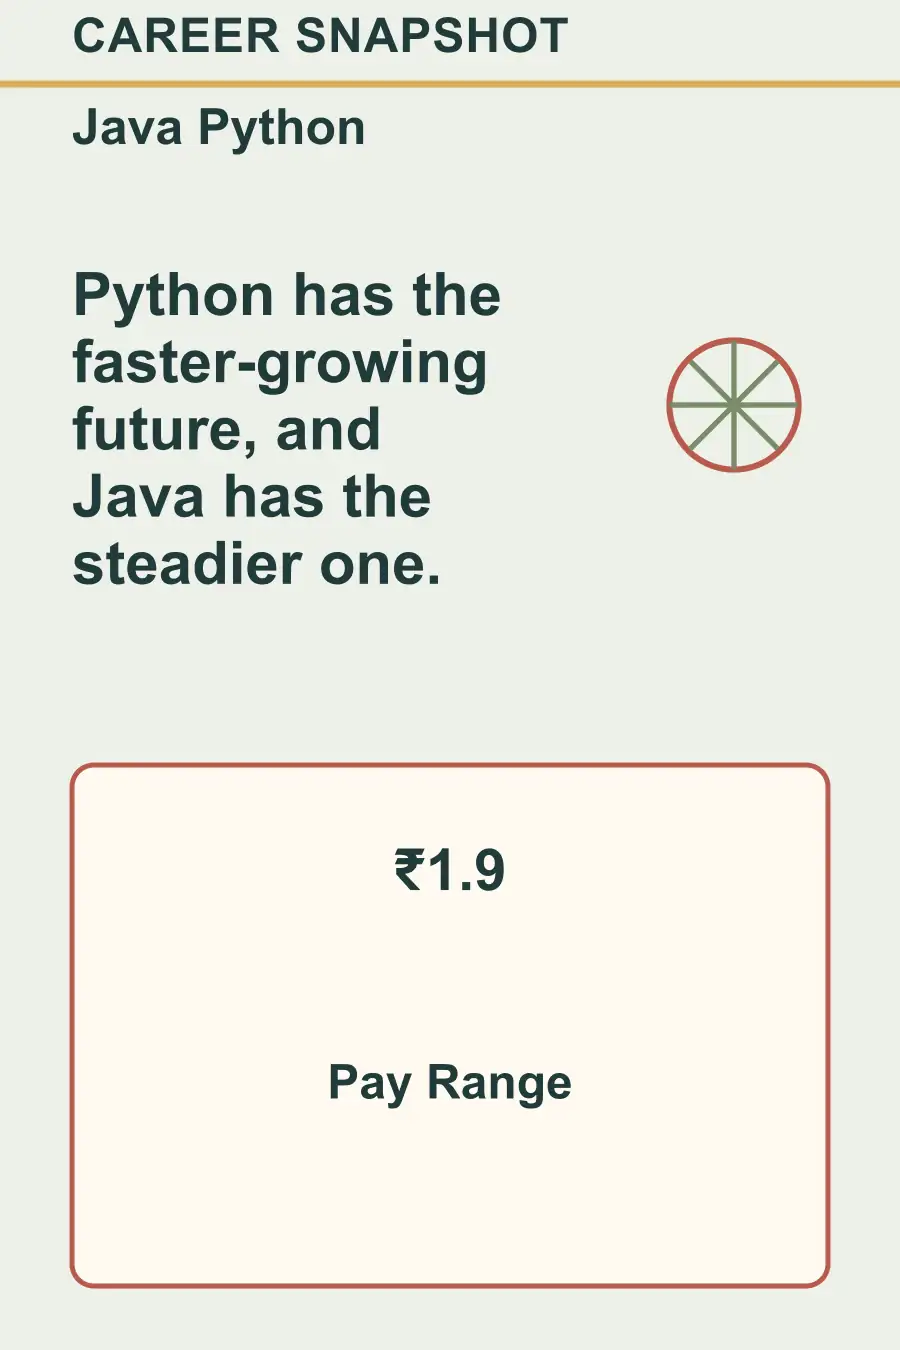 CAREER SNAPSHOT
Java Python
Python has the
faster-growing
future, and
Java has the
steadier one.
₹1.9
Pay Range